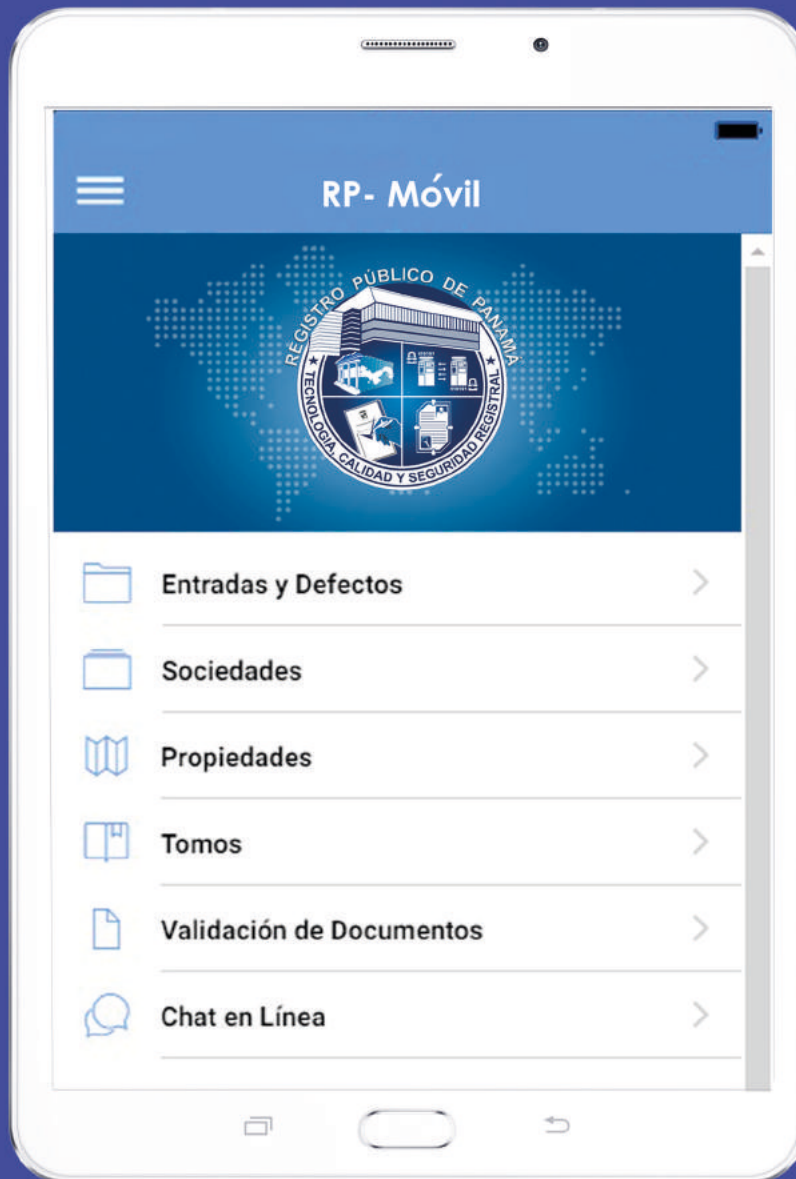 RP- Móvil
REGISTRO PÚBLICO DE PANAMÁ
TECNOLOGIA, CALIDAD Y SEGURIDAD REGISTRAL
Entradas y Defectos
Sociedades
Propiedades
Tomos
Validación de Documentos
Chat en Línea